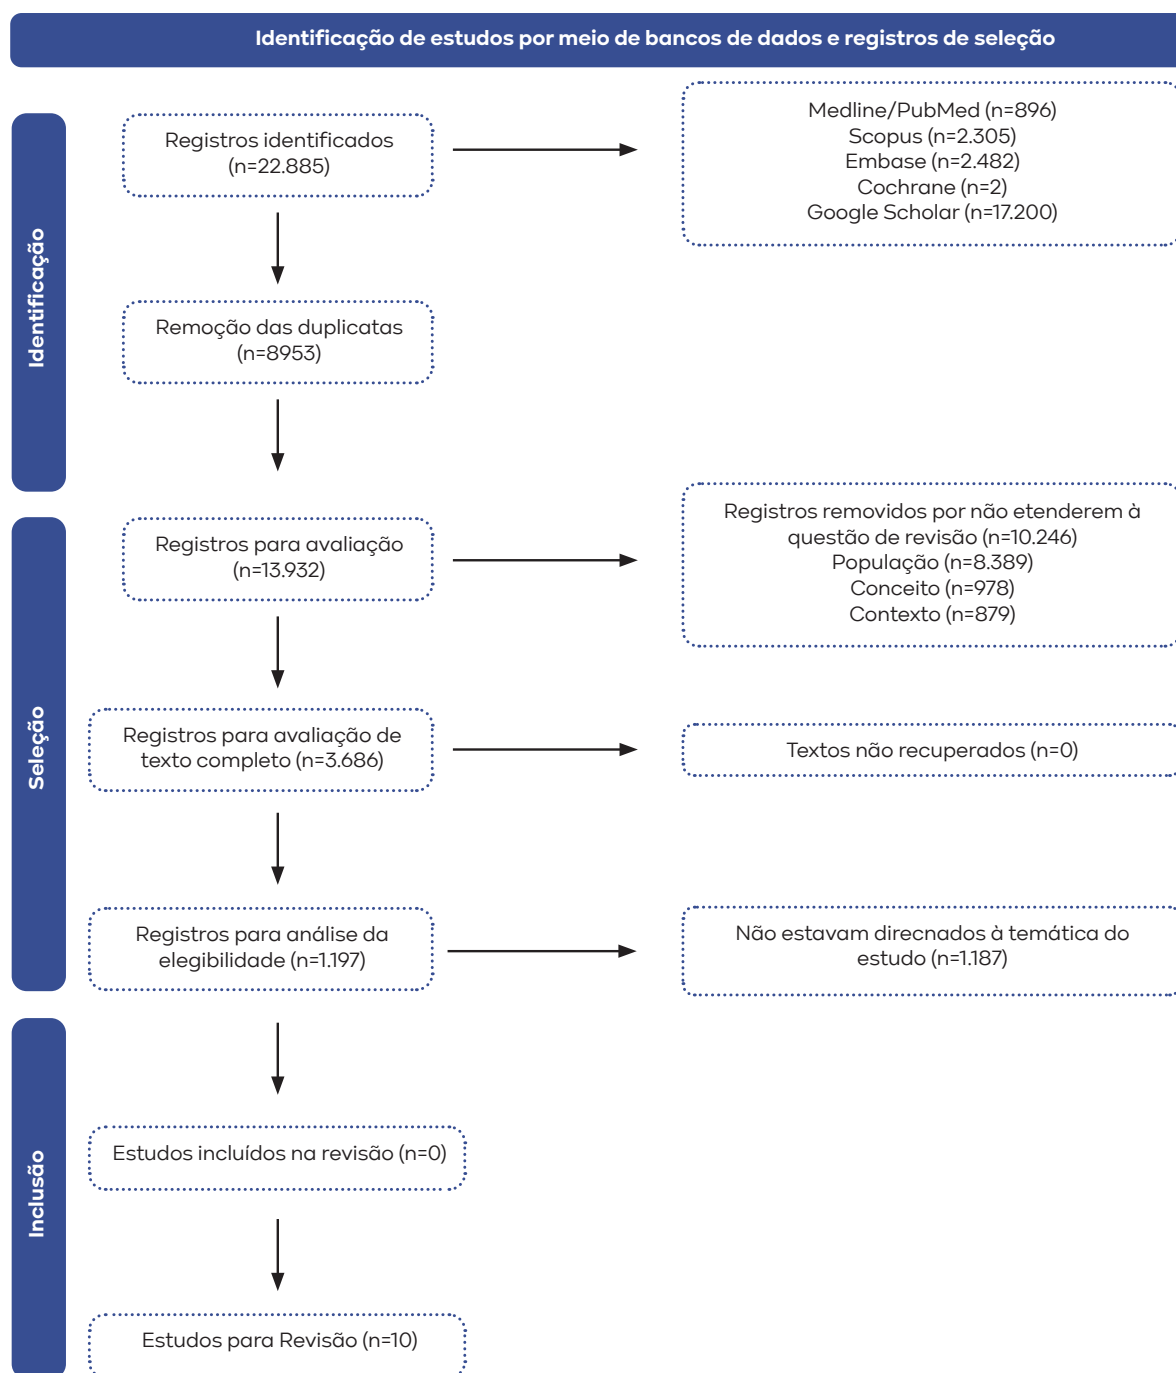 Identificação de estudos por meio de bancos de dados e registros de seleção
Identificação
Registros identificados
(n=22.885)
Medline/PubMed (n=896)
Scopus (n=2.305)
Embase (n=2.482)
Cochrane (n=2)
Google Scholar (n=17.200)
Remoção das duplicatas
(n=8953)
Seleção
Registros para avaliação
(n=13.932)
Registros removidos por não etenderem à
questão de revisão (n=10.246)
População (n=8.389)
Conceito (n=978)
Contexto (n=879)
Registros para avaliação de
texto completo (n=3.686)
Textos não recuperados (n=0)
Registros para análise da
elegibilidade (n=1.197)
Não estavam direcnados à temática do
estudo (n=1.187)
Inclusão
Estudos incluídos na revisão (n=0)
Estudos para Revisão (n=10)